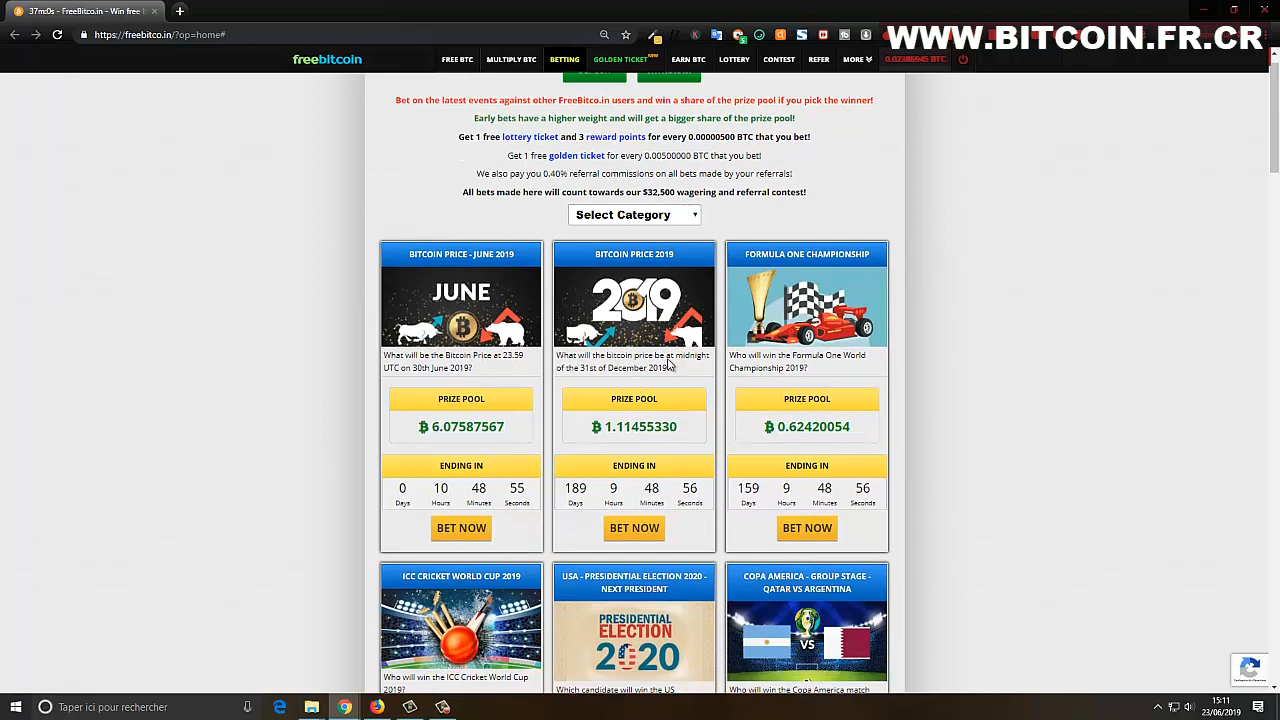 37m:0s - FreeBitco.in - Win free b
WWW.BITCOIN.FR.CR
https://freebitco.in/?op=home#
freebitcoin
FREE BTC
MULTIPLY BTC
BETTING
GOLDEN TICKET NEW
EARN BTC
LOTTERY
CONTEST
REFER
MORE
0.02386945 BTC
Bet on the latest events against other FreeBitco.in users and win a share of the prize pool if you pick the winner!
Early bets have a higher weight and will get a bigger share of the prize pool!
Get 1 free lottery ticket and 3 reward points for every 0.00000500 BTC that you bet!
Get 1 free golden ticket for every 0.00500000 BTC that you bet!
We also pay you 0.40% referral commissions on all bets made by your referrals!
All bets made here will count towards our $32,500 wagering and referral contest!
Select Category
BITCOIN PRICE - JUNE 2019
JUNE
What will be the Bitcoin Price at 23.59
UTC on 30th June 2019?
PRIZE POOL
6.07587567
ENDING IN
0 10 48 55
Days Hours Minutes Seconds
BET NOW
BITCOIN PRICE 2019
2019
What will the bitcoin price be at midnight
of the 31st of December 2019?
PRIZE POOL
1.11455330
ENDING IN
189 9 48 56
Days Hours Minutes Seconds
BET NOW
FORMULA ONE CHAMPIONSHIP
Who will win the Formula One World
Championship 2019?
PRIZE POOL
0.62420054
ENDING IN
159 9 48 56
Days Hours Minutes Seconds
BET NOW
ICC CRICKET WORLD CUP 2019
Who will win the ICC Cricket World Cup
2019?
USA - PRESIDENTIAL ELECTION 2020 -
NEXT PRESIDENT
PRESIDENTIAL
ELECTION
2020
Which candidate will win the US
COPA AMERICA - GROUP STAGE -
QATAR VS ARGENTINA
VS
Who will win the Copa America match
Taper ici pour rechercher
15:11
23/06/2019